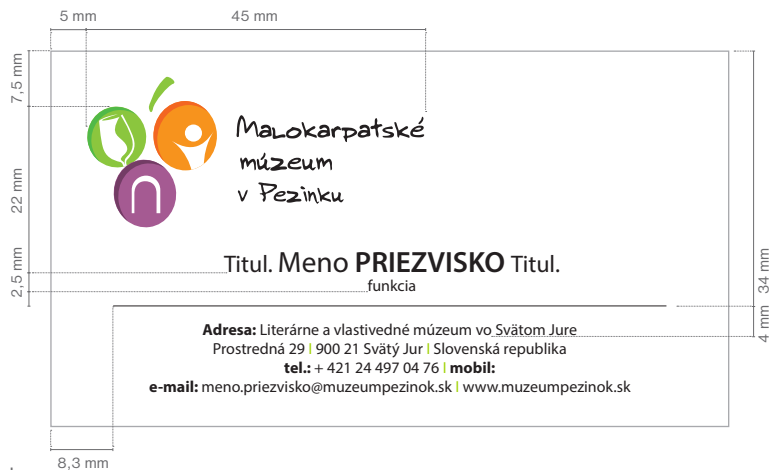 5 mm
45 mm
7,5 mm
22 mm
2,5 mm
34 mm
4 mm
8,3 mm
Malokarpatské
múzeum
v Pezinku
Titul. Meno PRIEZVISKO Titul.
funkcia
Adresa: Literárne a vlastivedné múzeum vo Svätom Jure
Prostredná 29 | 900 21 Svätý Jur | Slovenská republika
tel.: + 421 24 497 04 76 | mobil:
e-mail: meno.priezvisko@muzeumpezinok.sk | www.muzeumpezinok.sk